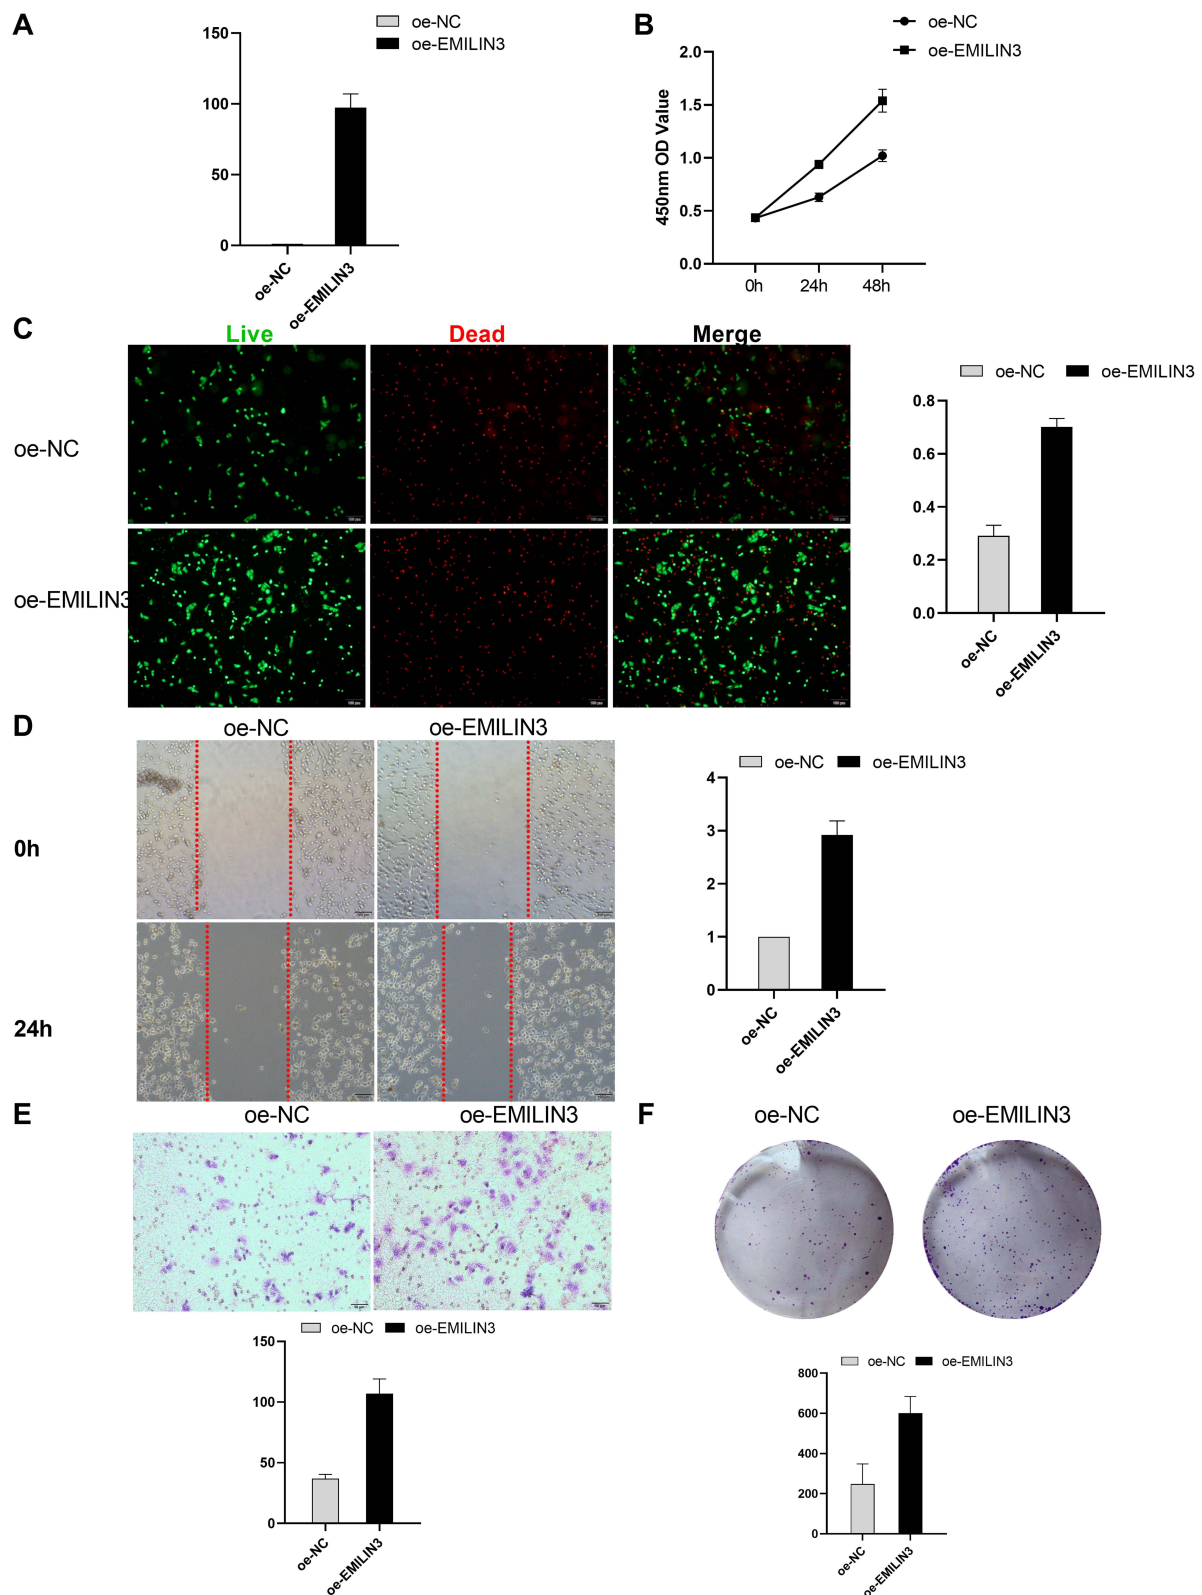 A
oe-NC
oe-EMILIN3
150
100
50
0
oe-NC
oe-EMILIN3
B
oe-NC
oe-EMILIN3
450nm OD Value
2.0
1.5
1.0
0.5
0.0
0h
24h
48h
C
Live
Dead
Merge
oe-NC
oe-EMILIN3
oe-NC
oe-EMILIN3
0.8
0.6
0.4
0.2
0.0
oe-NC
oe-EMILIN3
D
oe-NC
oe-EMILIN3
0h
24h
oe-NC
oe-EMILIN3
4
3
2
1
0
oe-NC
oe-EMILIN3
E
oe-NC
oe-EMILIN3
oe-NC
oe-EMILIN3
150
100
50
0
oe-NC
oe-EMILIN3
F
oe-NC
oe-EMILIN3
oe-NC
oe-EMILIN3
800
600
400
200
0
oe-NC
oe-EMILIN3